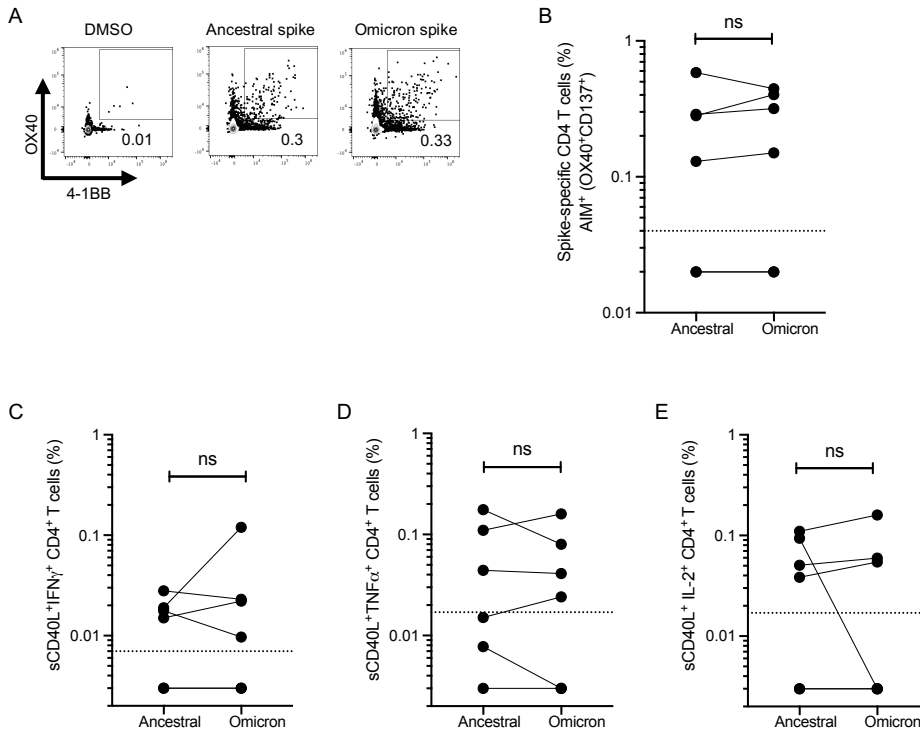 A
DMSO
Ancestral spike
Omicron spike
OX40
0.01
0.3
0.33
4-1BB
B
Spike-specific CD4 T cells (%)
AIM⁺ (OX40⁺CD137⁺)
ns
1
0.1
0.01
Ancestral
Omicron
C
sCD40L⁺IFNγ⁺ CD4⁺ T cells (%)
ns
1
0.1
0.01
Ancestral
Omicron
D
sCD40L⁺TNFα⁺ CD4⁺ T cells (%)
ns
1
0.1
0.01
Ancestral
Omicron
E
sCD40L⁺ IL-2⁺ CD4⁺ T cells (%)
ns
1
0.1
0.01
Ancestral
Omicron